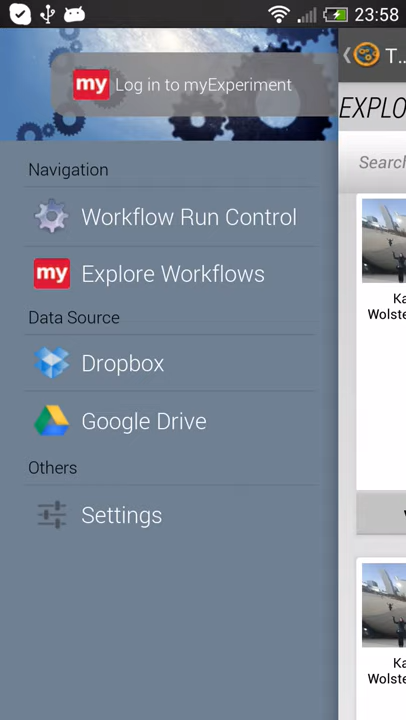 23:58
my Log in to myExperiment
T...
EXPLO
Search
Navigation
Workflow Run Control
my Explore Workflows
Data Source
Dropbox
Google Drive
Others
Settings
Ka
Wolste
Ka
Wolste